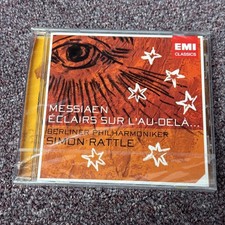 EMI
CLASSICS
MESSIAEN
ÉCLAIRS SUR L'AU-DELÀ...
BERLINER PHILHARMONIKER
SIMON RATTLE